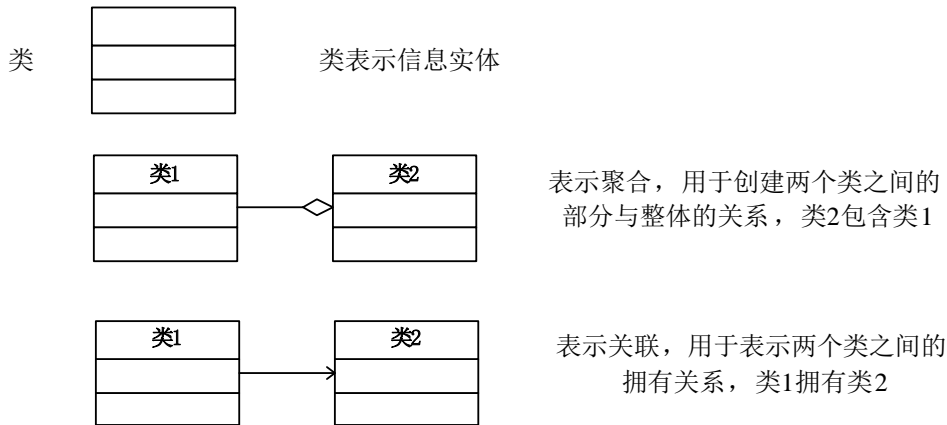 类
类表示信息实体
类1
类2
表示聚合，用于创建两个类之间的
部分与整体的关系，类2包含类1
类1
类2
表示关联，用于表示两个类之间的
拥有关系，类1拥有类2